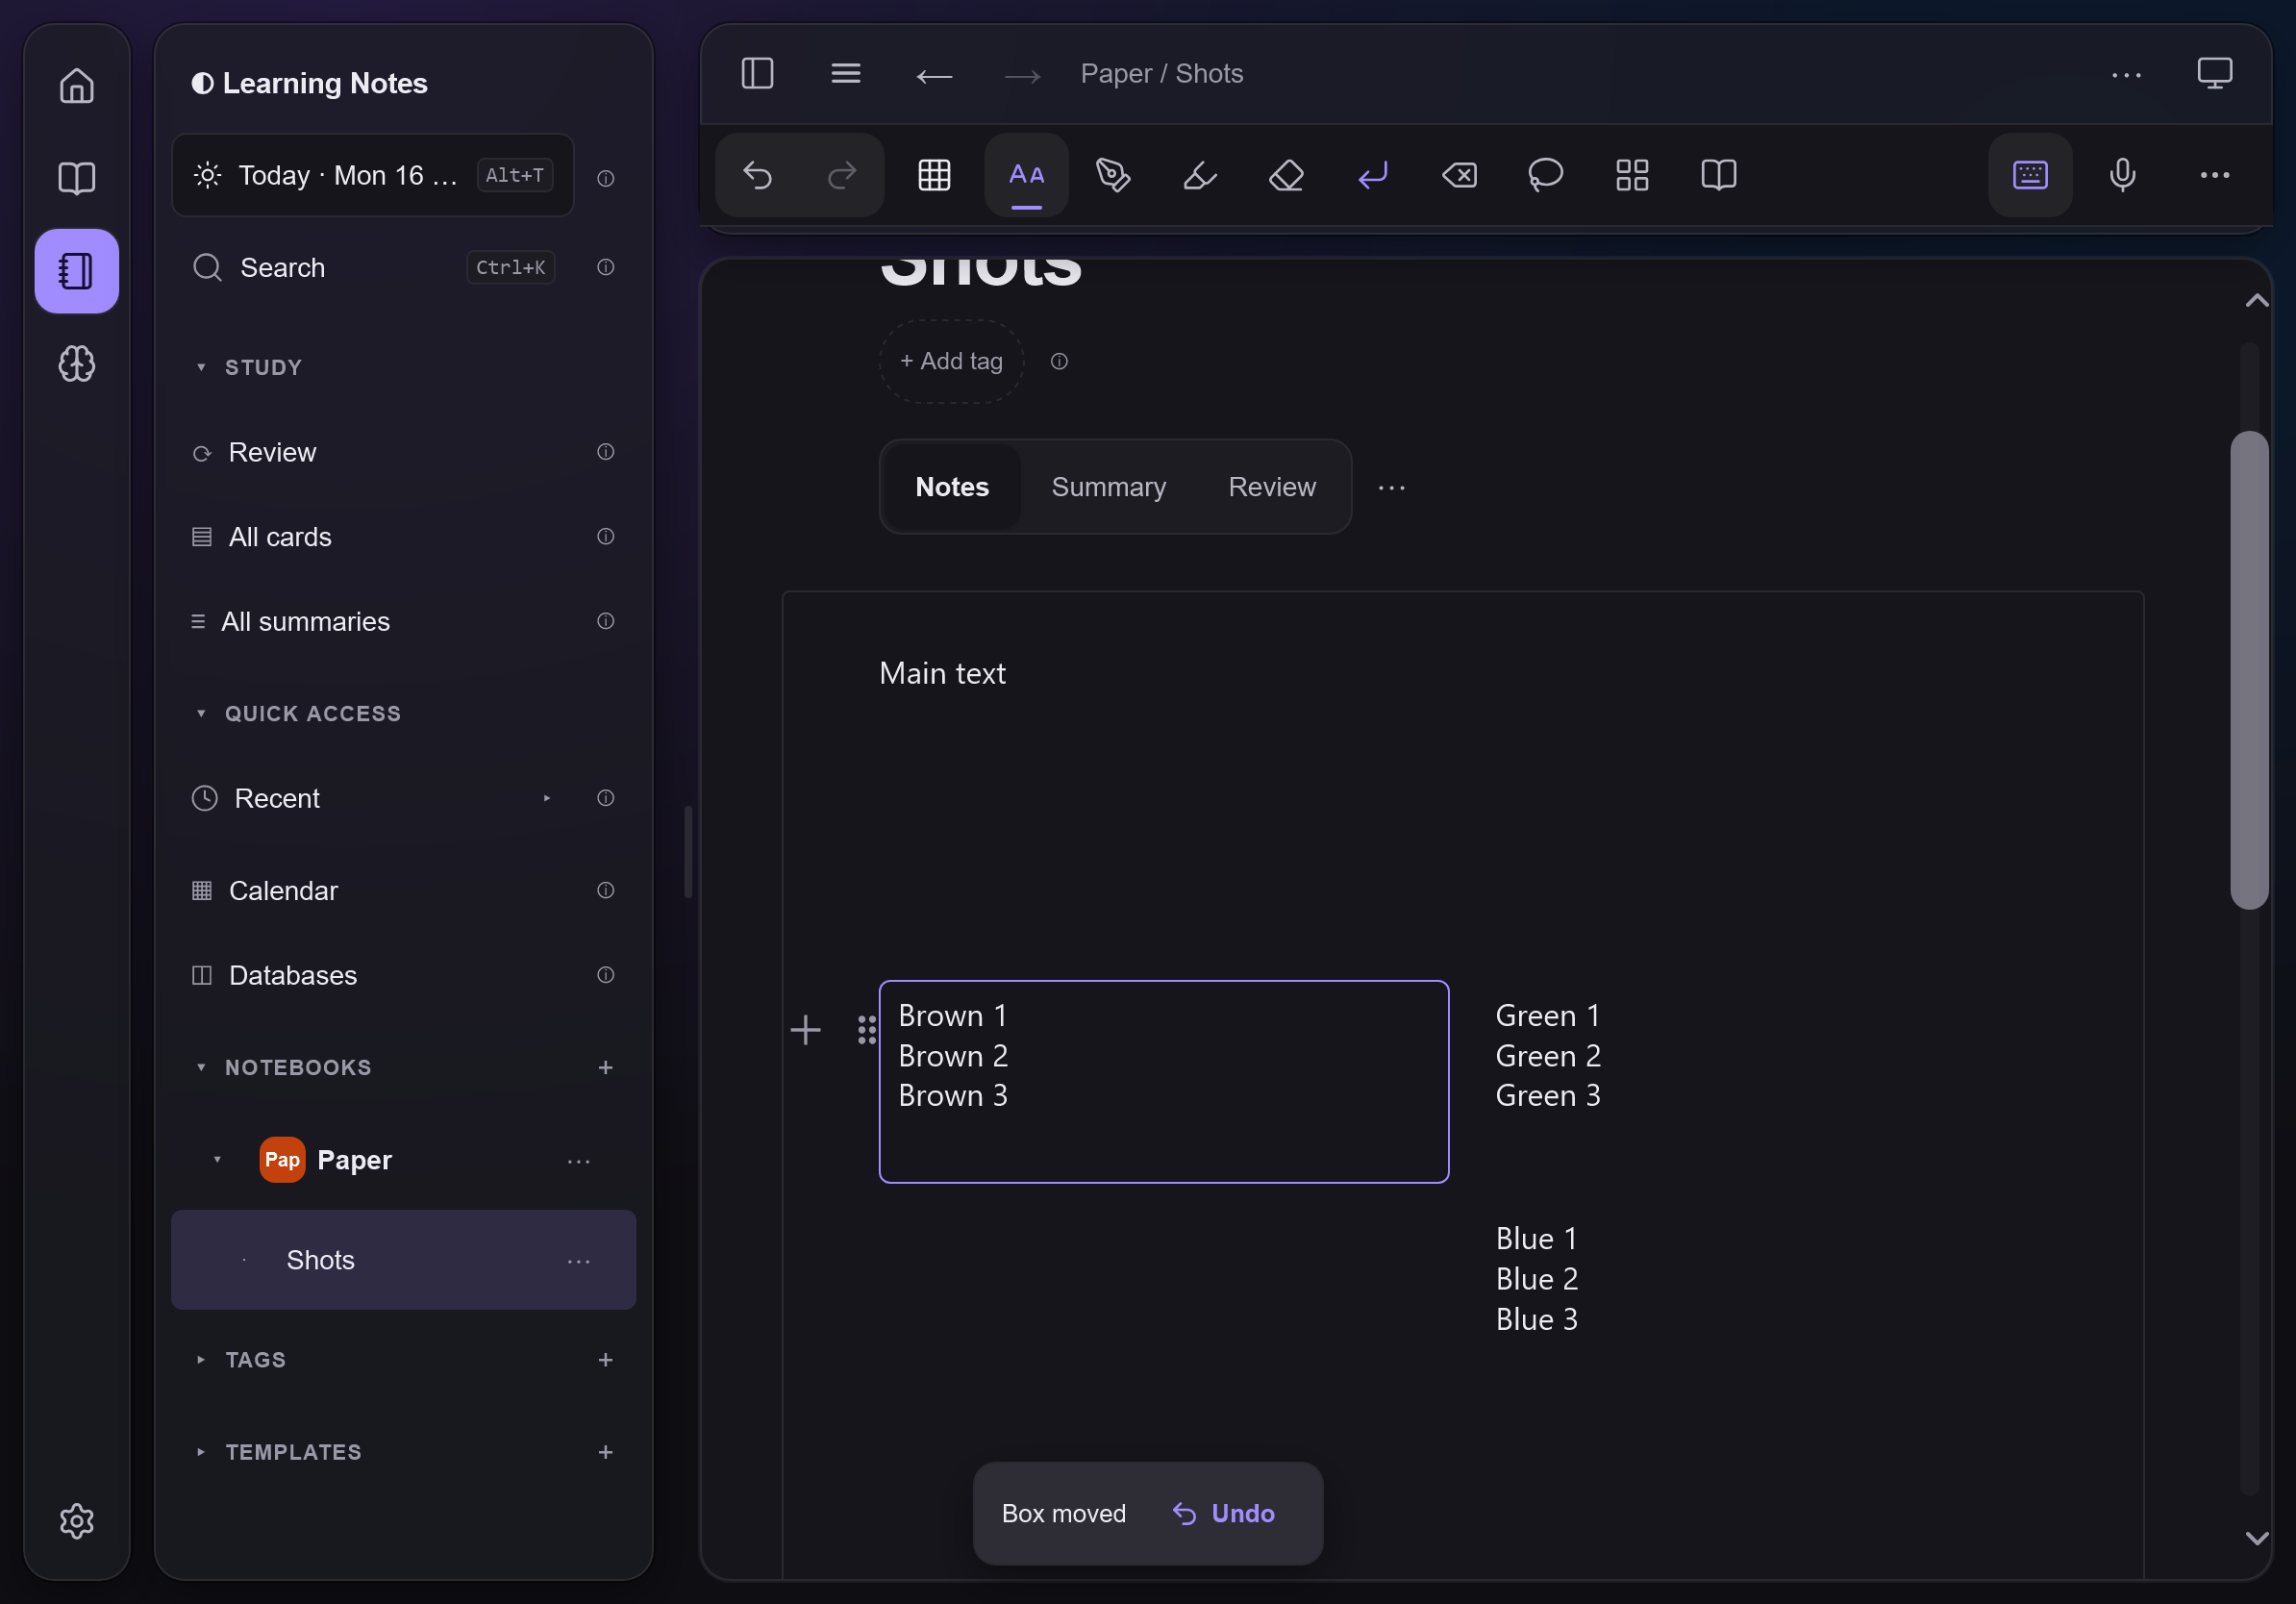 Learning Notes
Today · Mon 16 ...
Alt+T
Search
Ctrl+K
STUDY
Review
All cards
All summaries
QUICK ACCESS
Recent
Calendar
Databases
NOTEBOOKS
Pap
Paper
Shots
TAGS
TEMPLATES
Paper / Shots
Shots
+ Add tag
Notes
Summary
Review
Main text
Brown 1
Brown 2
Brown 3
Green 1
Green 2
Green 3
Blue 1
Blue 2
Blue 3
Box moved
Undo